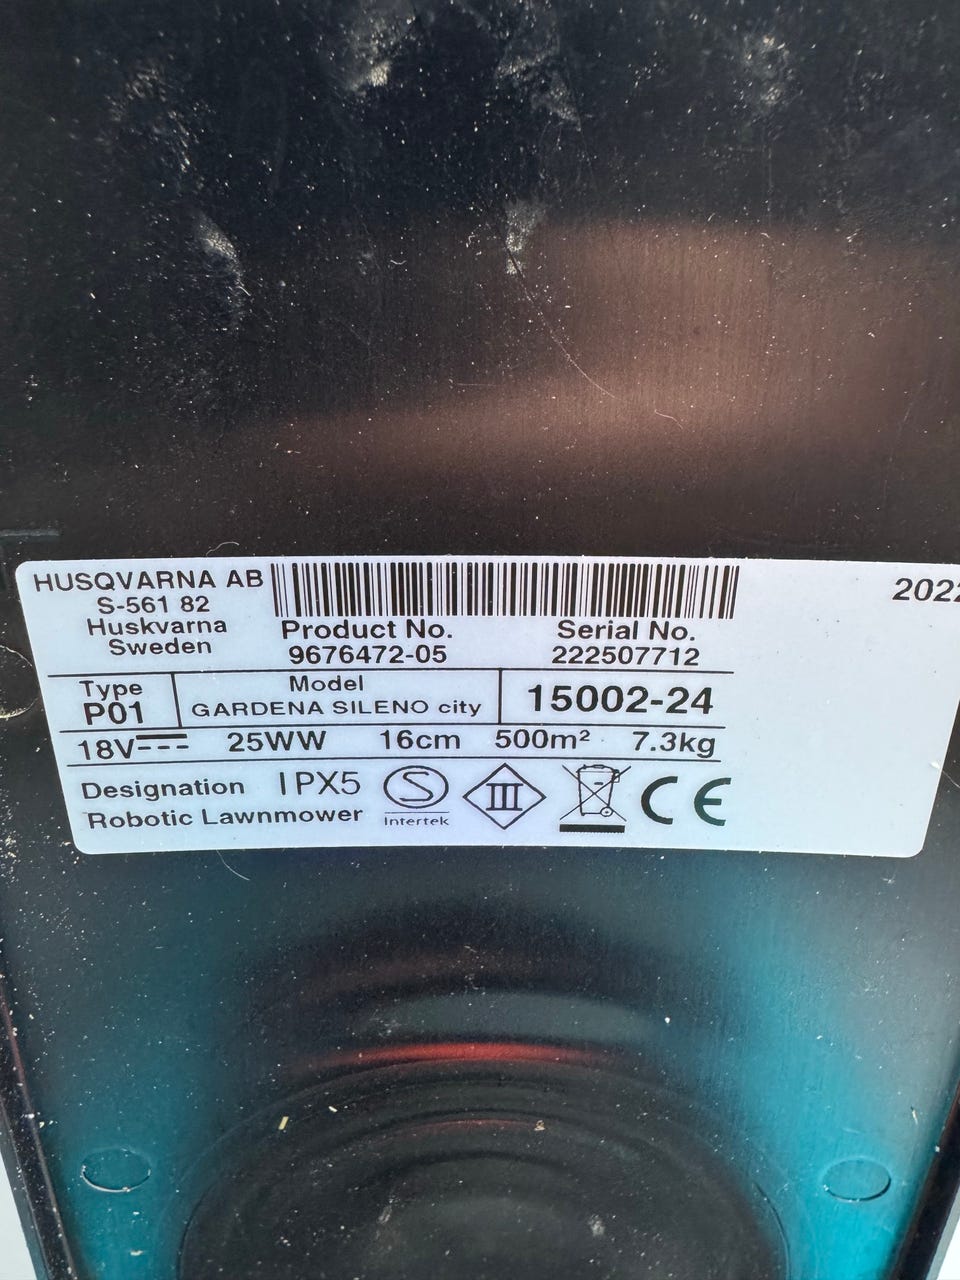 HUSQVARNA AB
S-561 82
Huskvarna
Sweden
Product No.
9676472-05
Serial No.
222507712
2022
Type
P01
Model
GARDENA SILENO city
15002-24
18V 25WW 16cm 500m² 7.3kg
Designation
Robotic Lawnmower
IPX5
S
Intertek
III
CE